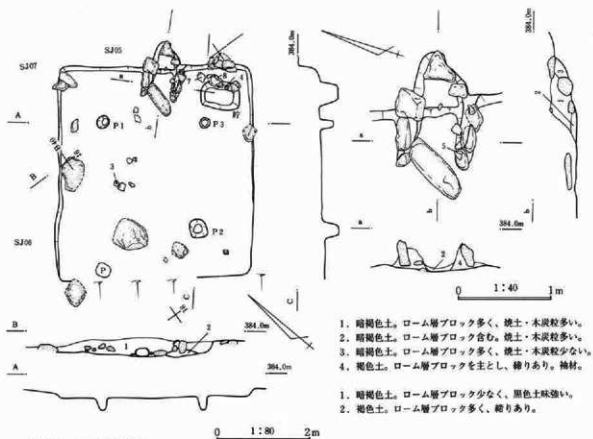 SJ05
SJ07
384.0m
384.0m
a
7
8
4
貯
A
P1
P3
A
b
3
B
5
a
a
2
SJ06
P2
P
b
b
a
a
384.0m
2
4
C
C
0 1:40 1m
B
1
2
384.0m
A
384.0m
0 1:80 2m
1. 暗褐色土。ローム層ブロック多く、焼土・木炭粒多い。
2. 暗褐色土。ローム層ブロック含む。焼土・木炭粒多い。
3. 暗褐色土。ローム層ブロック多く、焼土・木炭粒少ない。
4. 褐色土。ローム層ブロックを主とし、締りあり。袖材。
1. 暗褐色土。ローム層ブロック少なく、黒色土味強い。
2. 褐色土。ローム層ブロック多く、締りあり。